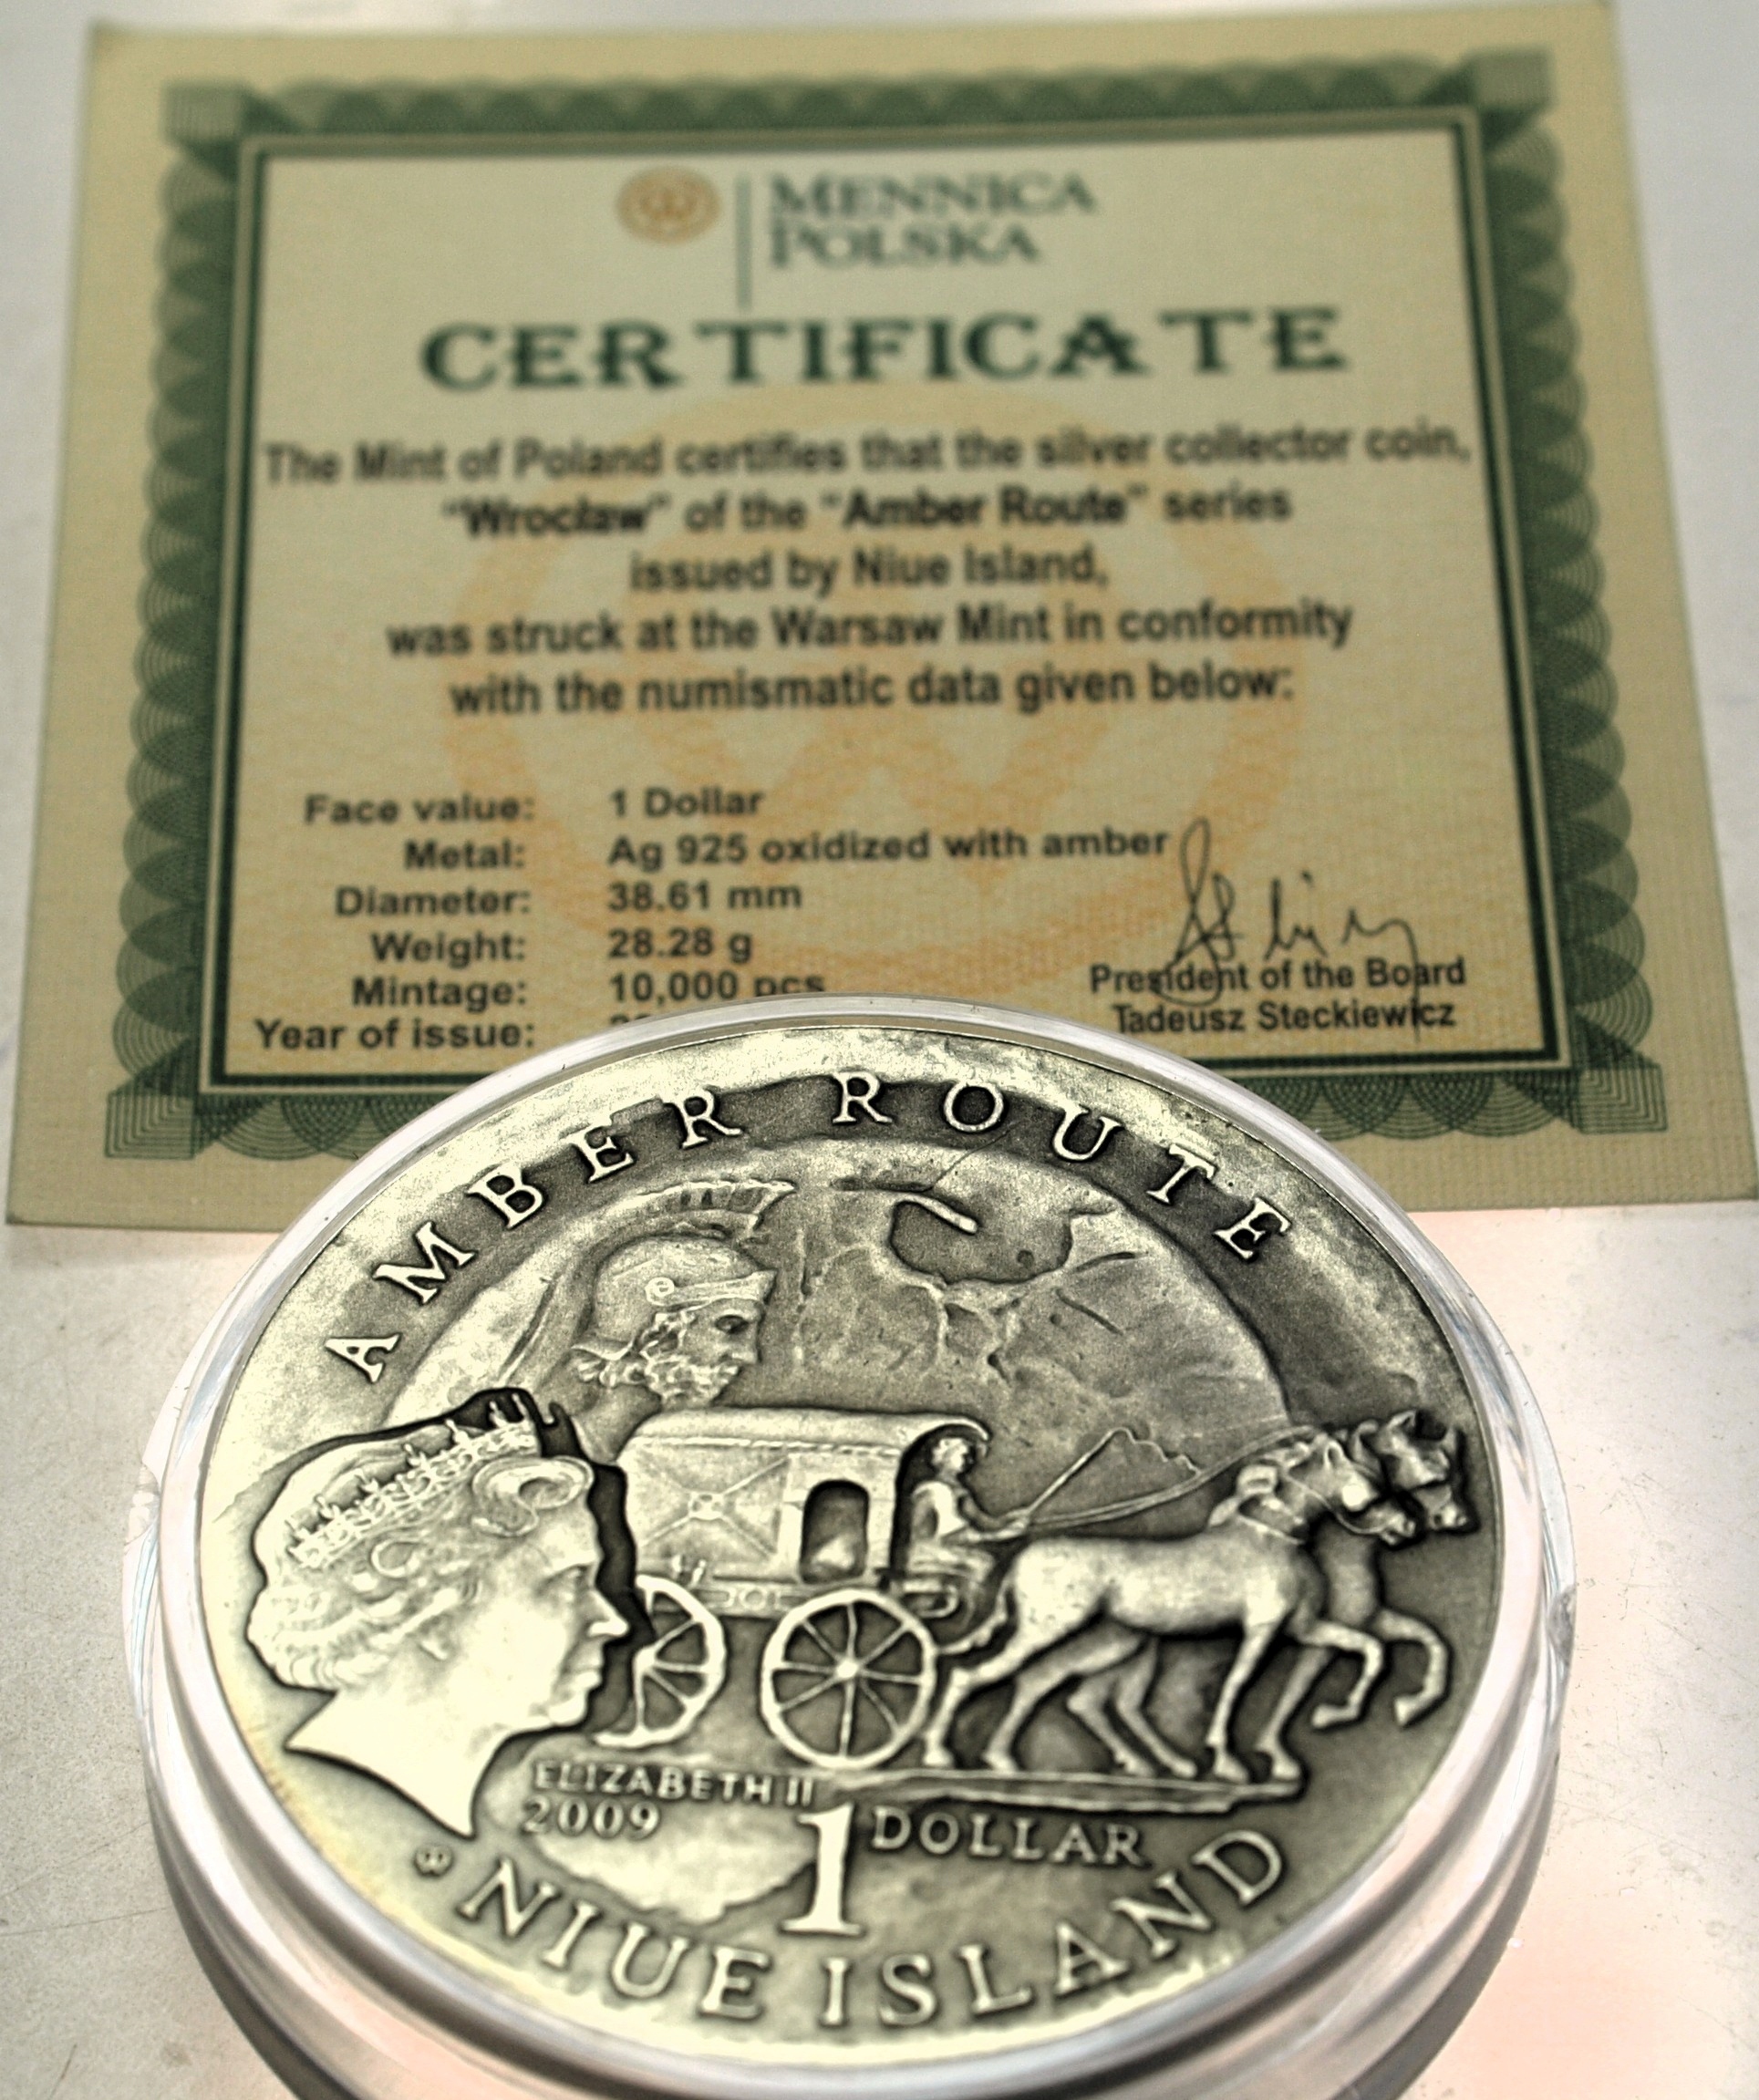 MENNICA
POLSKA
CERTIFICATE
The Mint of Poland certifies that the silver collector coin,
"Wrocław" of the "Amber Route" series
issued by Niue Island,
was struck at the Warsaw Mint in conformity
with the numismatic data given below:
Face value: 1 Dollar
Metal: Ag 925 oxidized with amber
Diameter: 38.61 mm
Weight: 28.28 g
Mintage: 10,000 pcs
Year of issue:
President of the Board
Tadeusz Steckiewicz
AMBER ROUTE
ELIZABETH II
2009
1 DOLLAR
NIUE ISLAND